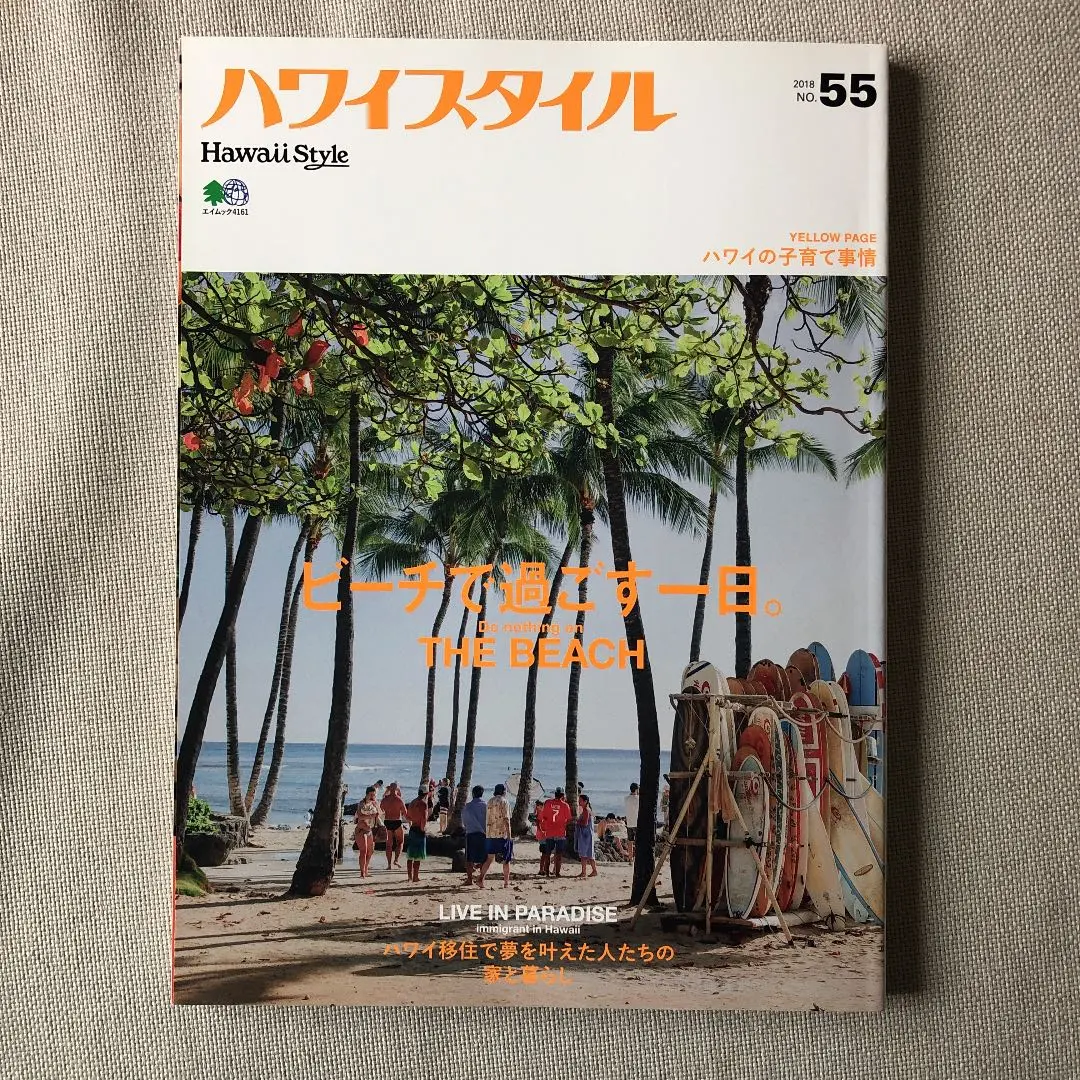 ハワイスタイル
2018
NO. 55
Hawaii Style
エイムック4161
YELLOW PAGE
ハワイの子育て事情
ビーチで過ごす一日。
Do nothing on
THE BEACH
7
LIVE IN PARADISE
immigrant in Hawaii
ハワイ移住で夢を叶えた人たちの
家と暮らし